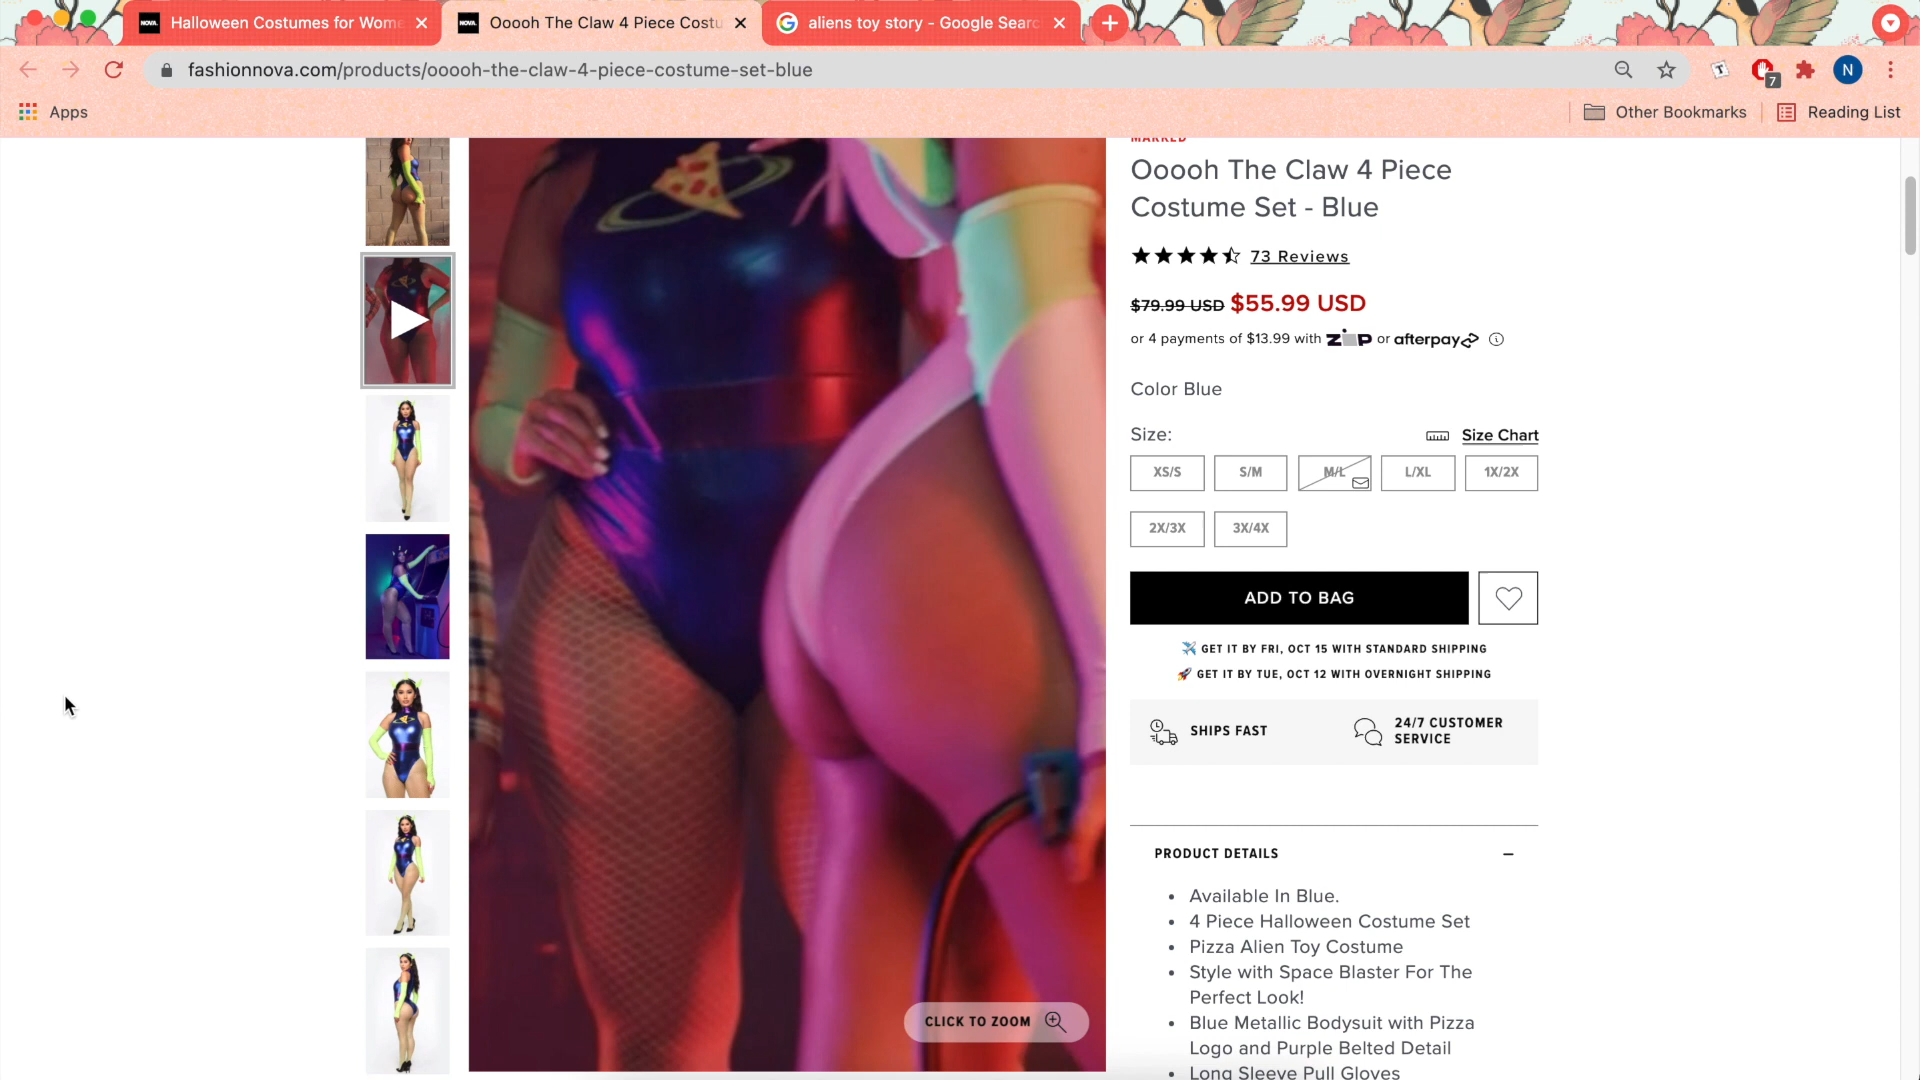 NOVA. Halloween Costumes for Wome
NOVA. Ooooh The Claw 4 Piece Costu
aliens toy story - Google Searc
fashionnova.com/products/ooooh-the-claw-4-piece-costume-set-blue
7
N
Apps
Other Bookmarks
Reading List
MARKED
Ooooh The Claw 4 Piece
Costume Set - Blue
73 Reviews
$79.99 USD $55.99 USD
or 4 payments of $13.99 with ZIP or afterpay
Color Blue
Size:
Size Chart
XS/S S/M M/L L/XL 1X/2X
2X/3X 3X/4X
ADD TO BAG
GET IT BY FRI, OCT 15 WITH STANDARD SHIPPING
GET IT BY TUE, OCT 12 WITH OVERNIGHT SHIPPING
SHIPS FAST
24/7 CUSTOMER
SERVICE
PRODUCT DETAILS
• Available In Blue.
• 4 Piece Halloween Costume Set
• Pizza Alien Toy Costume
• Style with Space Blaster For The
Perfect Look!
• Blue Metallic Bodysuit with Pizza
Logo and Purple Belted Detail
• Long Sleeve Pull Gloves
CLICK TO ZOOM